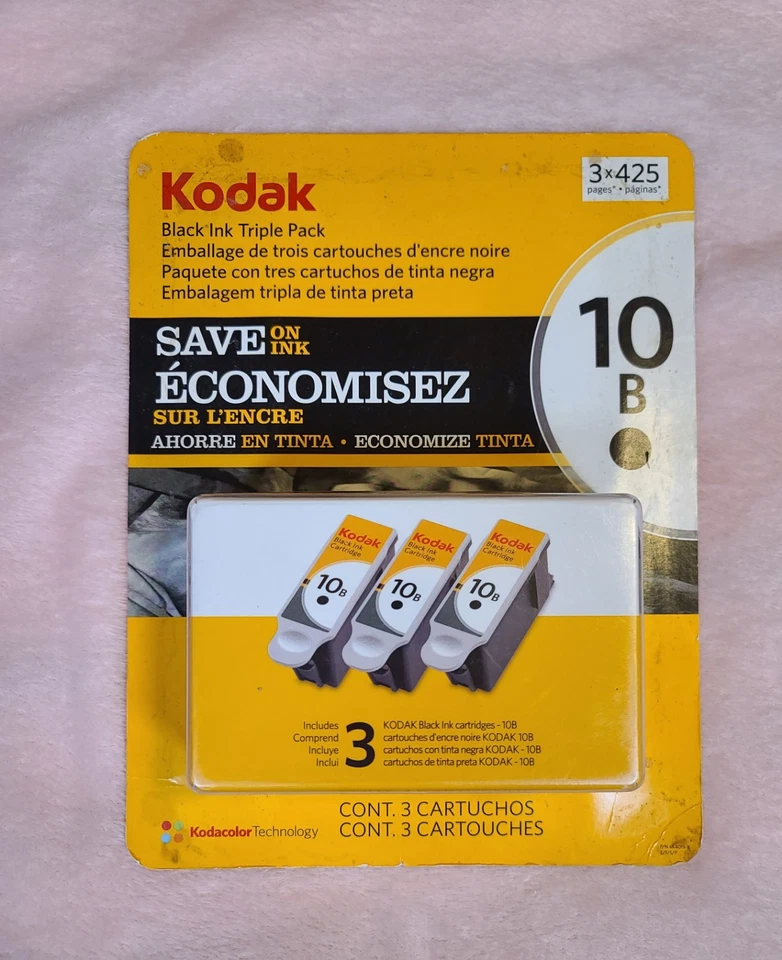 Kodak
3x425
pages* • páginas*
Black Ink Triple Pack
Emballage de trois cartouches d'encre noire
Paquete con tres cartuchos de tinta negra
Embalagem tripla de tinta preta
10
B
SAVE ON INK
ÉCONOMISEZ
SUR L'ENCRE
AHORRE EN TINTA • ECONOMIZE TINTA
Kodak
Black Ink
Cartridge
10B
Kodak
Black Ink
Cartridge
10B
Kodak
Black Ink
Cartridge
10B
Includes
Comprend
Incluye
Inclui
3
KODAK Black Ink cartridges - 10B
cartouches d'encre noire KODAK 10B
cartuchos con tinta negra KODAK - 10B
cartuchos de tinta preta KODAK - 10B
CONT. 3 CARTUCHOS
CONT. 3 CARTOUCHES
Kodacolor Technology